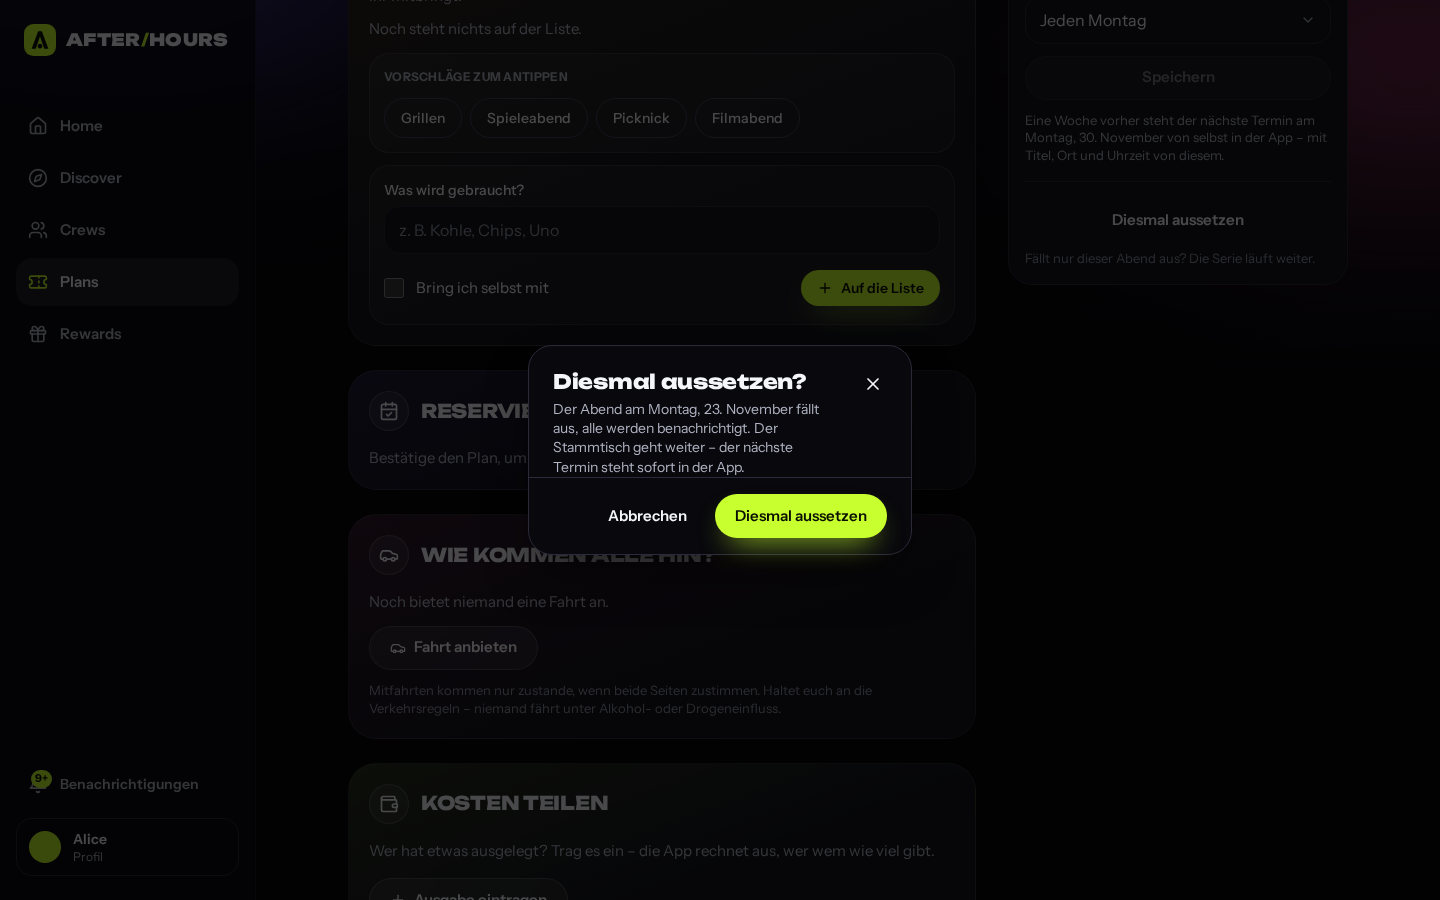 AFTER/HOURS
Home
Discover
Crews
Plans
Rewards
9+
Benachrichtigungen
Alice
Profil
Noch steht nichts auf der Liste.
VORSCHLÄGE ZUM ANTIPPEN
Grillen
Spieleabend
Picknick
Filmabend
Was wird gebraucht?
z. B. Kohle, Chips, Uno
Bring ich selbst mit
Auf die Liste
Bestätige den Plan, um
WIE KOMMEN ALLE HIN?
Noch bietet niemand eine Fahrt an.
Fahrt anbieten
Mitfahrten kommen nur zustande, wenn beide Seiten zustimmen. Haltet euch an die
Verkehrsregeln – niemand fährt unter Alkohol- oder Drogeneinfluss.
KOSTEN TEILEN
Wer hat etwas ausgelegt? Trag es ein – die App rechnet aus, wer wem wie viel gibt.
Ausgabe eintragen
Jeden Montag
Speichern
Eine Woche vorher steht der nächste Termin am
Montag, 30. November von selbst in der App – mit
Titel, Ort und Uhrzeit von diesem.
Diesmal aussetzen
Fällt nur dieser Abend aus? Die Serie läuft weiter.
Diesmal aussetzen?
Der Abend am Montag, 23. November fällt
aus, alle werden benachrichtigt. Der
Stammtisch geht weiter – der nächste
Termin steht sofort in der App.
Abbrechen
Diesmal aussetzen